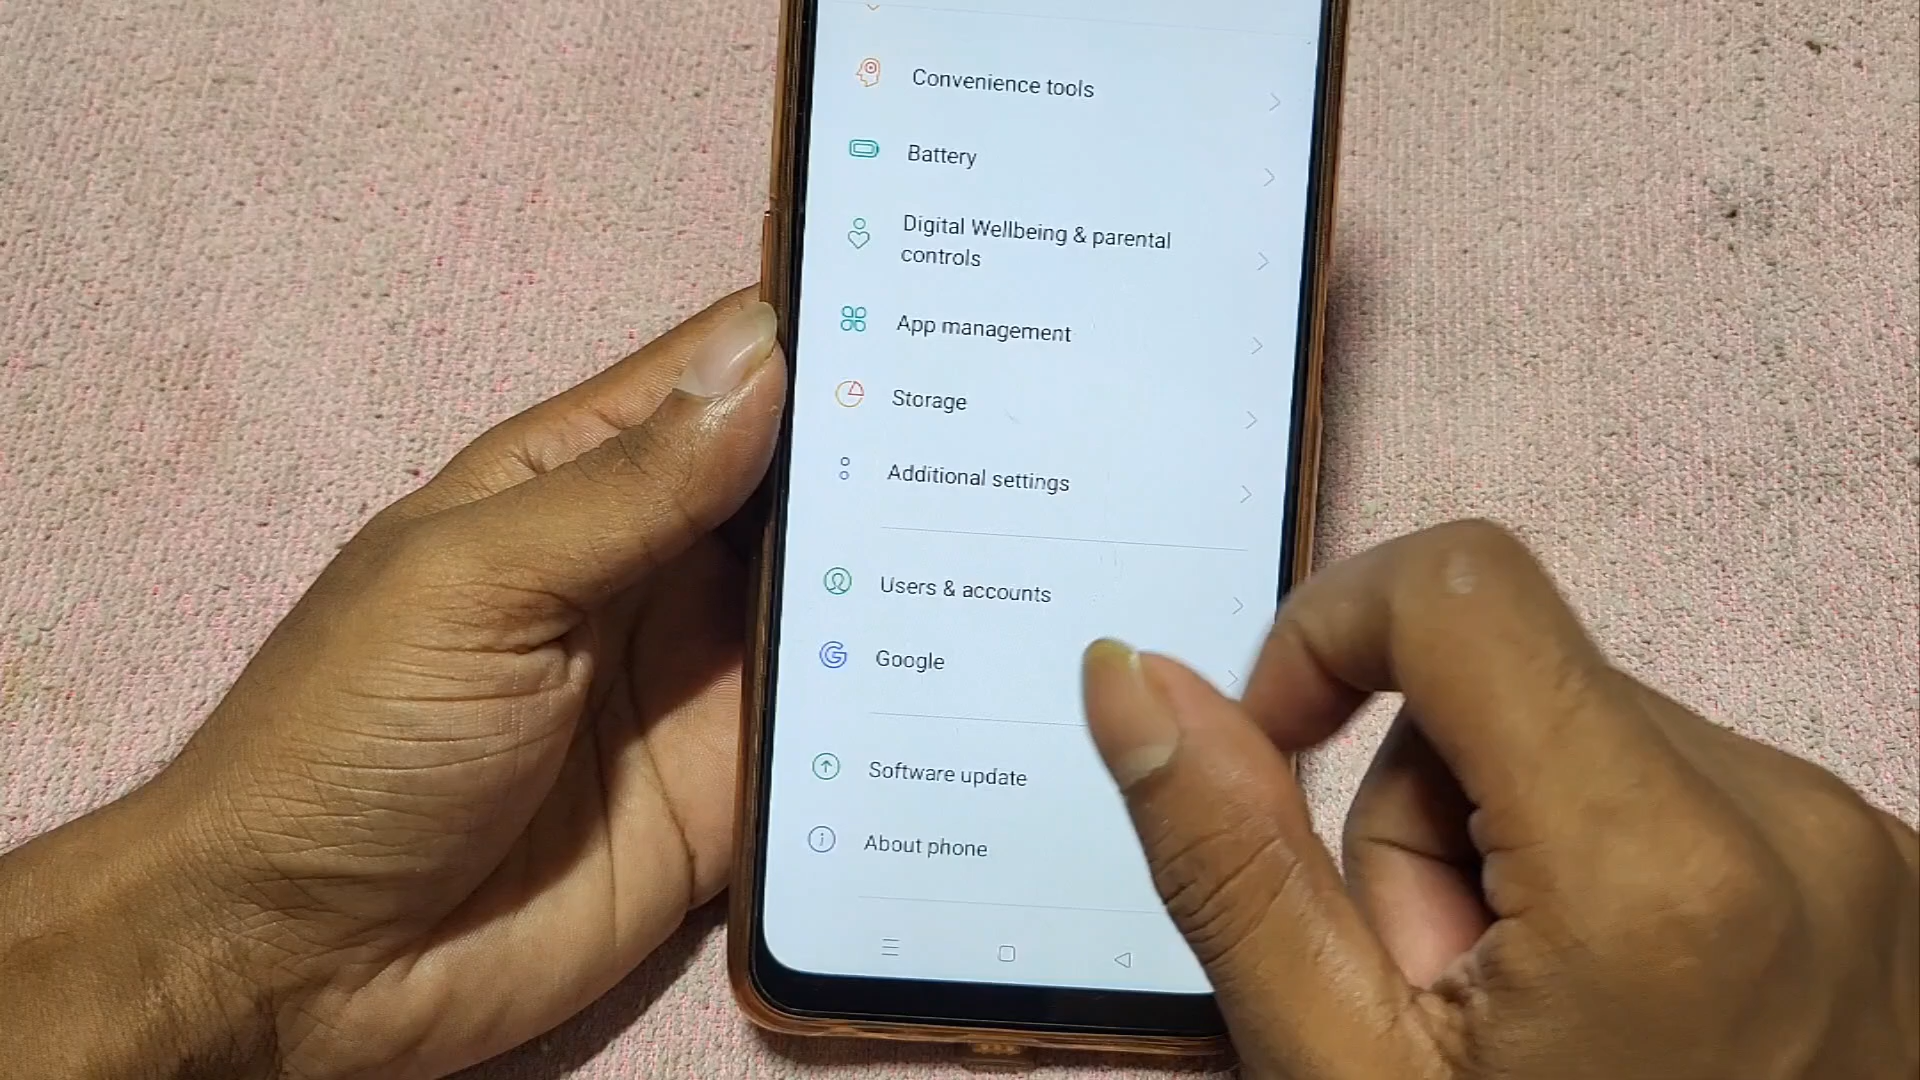 Convenience tools
Battery
Digital Wellbeing & parental
controls
App management
Storage
Additional settings
Users & accounts
Google
Software update
About phone